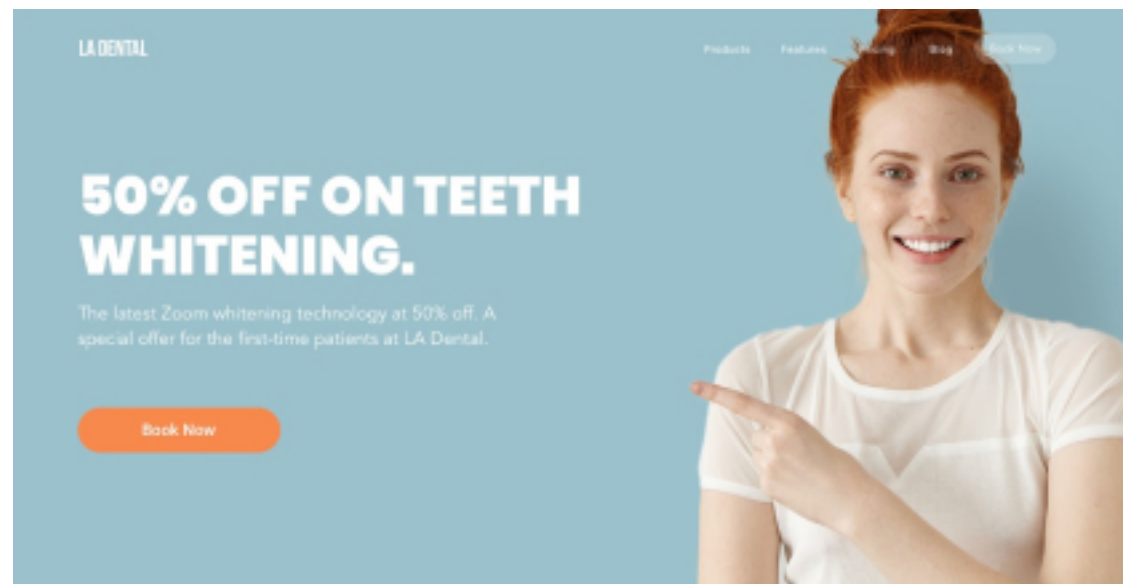 LA DENTAL
Products Features Pricing Blog Book Now
50% OFF ON TEETH
WHITENING.
The latest Zoom whitening technology at 50% off. A
special offer for the first-time patients at LA Dental.
Book Now